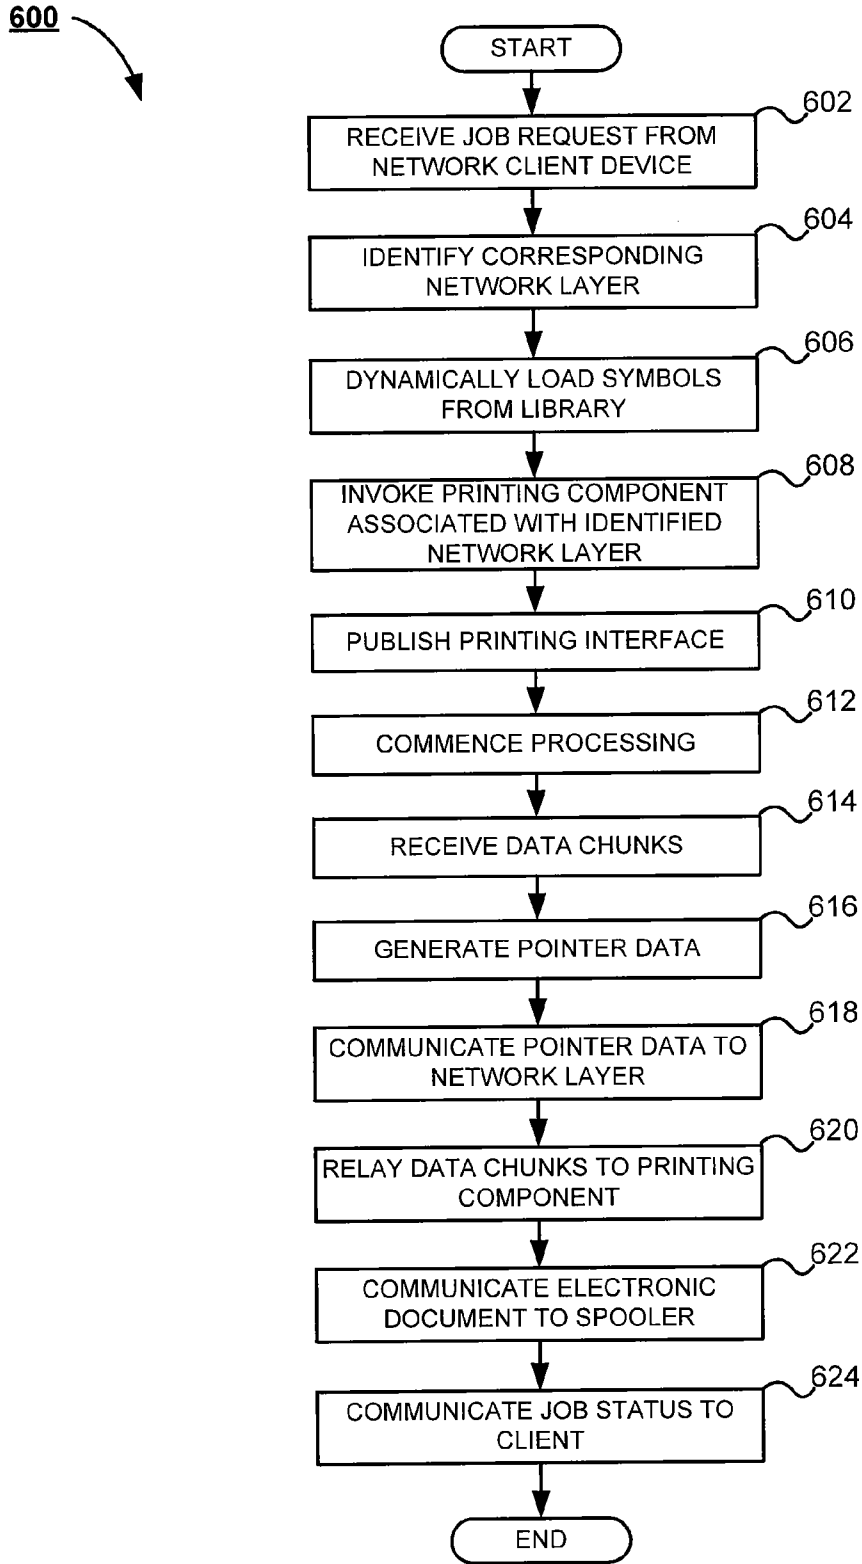 600
START
602
RECEIVE JOB REQUEST FROM
NETWORK CLIENT DEVICE
604
IDENTIFY CORRESPONDING
NETWORK LAYER
606
DYNAMICALLY LOAD SYMBOLS
FROM LIBRARY
608
INVOKE PRINTING COMPONENT
ASSOCIATED WITH IDENTIFIED
NETWORK LAYER
610
PUBLISH PRINTING INTERFACE
612
COMMENCE PROCESSING
614
RECEIVE DATA CHUNKS
616
GENERATE POINTER DATA
618
COMMUNICATE POINTER DATA TO
NETWORK LAYER
620
RELAY DATA CHUNKS TO PRINTING
COMPONENT
622
COMMUNICATE ELECTRONIC
DOCUMENT TO SPOOLER
624
COMMUNICATE JOB STATUS TO
CLIENT
END